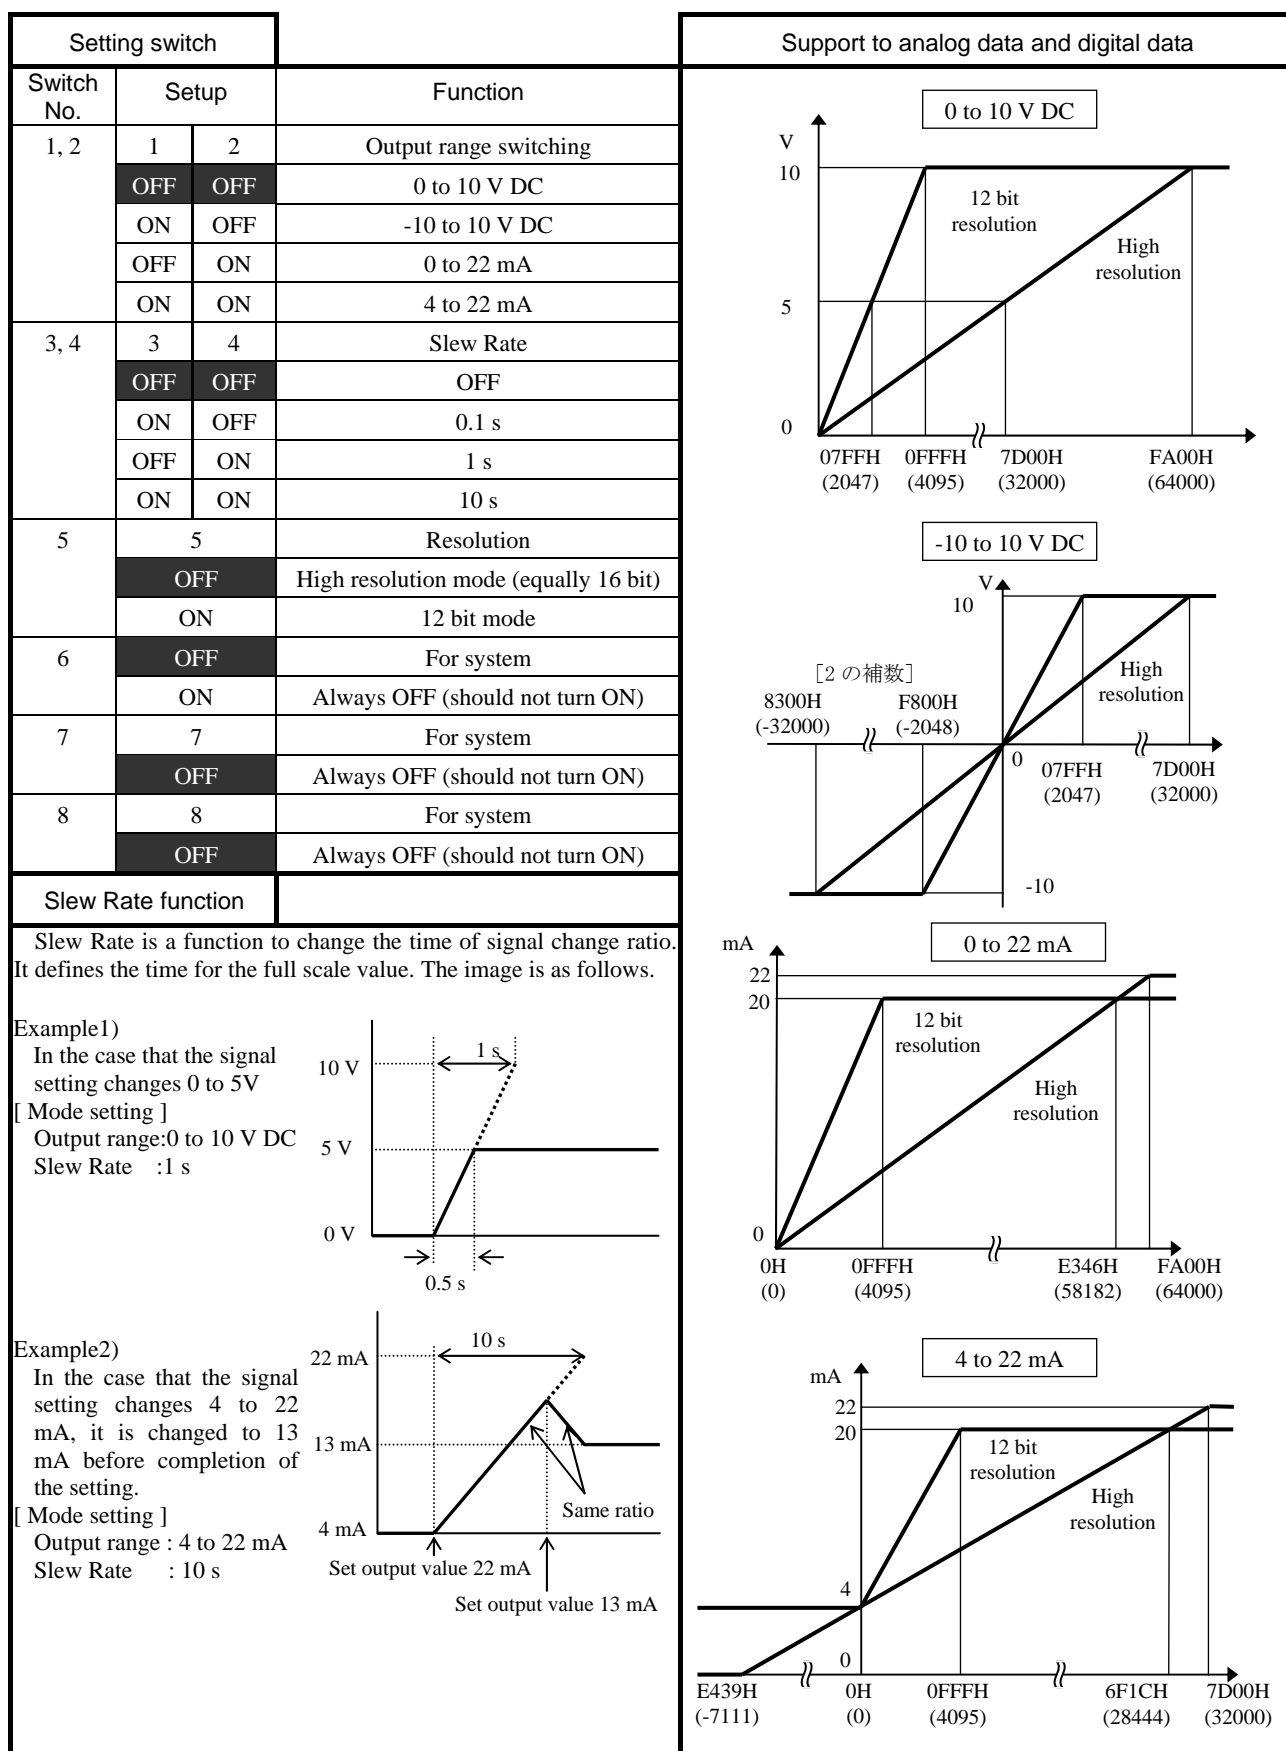 Setting switch
Switch No. Setup Function
1, 2 1 2 Output range switching
OFF OFF 0 to 10 V DC
ON OFF -10 to 10 V DC
OFF ON 0 to 22 mA
ON ON 4 to 22 mA
3, 4 3 4 Slew Rate
OFF OFF OFF
ON OFF 0.1 s
OFF ON 1 s
ON ON 10 s
5 5 Resolution
OFF High resolution mode (equally 16 bit)
ON 12 bit mode
6 OFF For system
ON Always OFF (should not turn ON)
7 7 For system
OFF Always OFF (should not turn ON)
8 8 For system
OFF Always OFF (should not turn ON)
Slew Rate function
Slew Rate is a function to change the time of signal change ratio.
It defines the time for the full scale value. The image is as follows.
Example1)
In the case that the signal
setting changes 0 to 5V
[ Mode setting ]
Output range:0 to 10 V DC
Slew Rate :1 s
10 V
1 s
5 V
0 V
0.5 s
Example2)
In the case that the signal
setting changes 4 to 22
mA, it is changed to 13
mA before completion of
the setting.
[ Mode setting ]
Output range : 4 to 22 mA
Slew Rate : 10 s
22 mA
10 s
13 mA
Same ratio
4 mA
Set output value 22 mA
Set output value 13 mA
Support to analog data and digital data
0 to 10 V DC
V
10
12 bit
resolution
High
resolution
5
0
07FFH 0FFFH 7D00H FA00H
(2047) (4095) (32000) (64000)
-10 to 10 V DC
V
10
[2 の補数]
High
resolution
8300H F800H
(-32000) (-2048)
0
07FFH 7D00H
(2047) (32000)
-10
0 to 22 mA
mA
22
20
12 bit
resolution
High
resolution
0
0H 0FFFH E346H FA00H
(0) (4095) (58182) (64000)
4 to 22 mA
mA
22
20
12 bit
resolution
High
resolution
4
0
E439H 0H 0FFFH 6F1CH 7D00H
(-7111) (0) (4095) (28444) (32000)